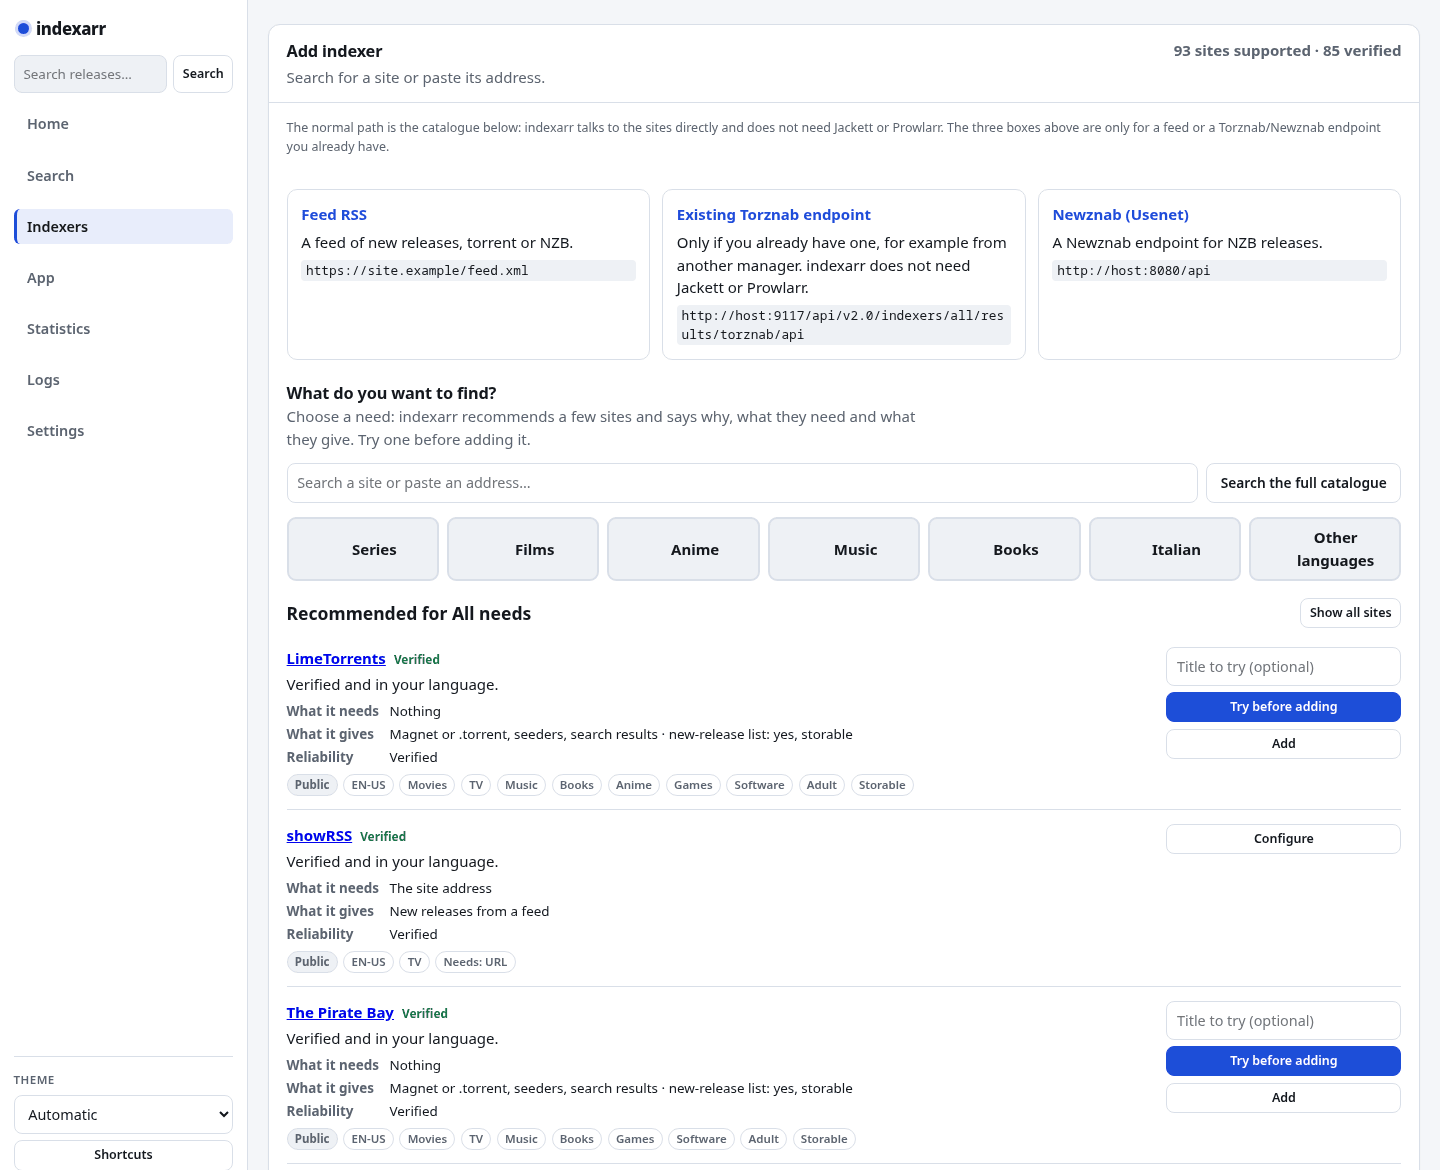 indexarr
Search releases...
Search
Home
Search
Indexers
App
Statistics
Logs
Settings
THEME
Automatic
Shortcuts
Add indexer
93 sites supported · 85 verified
Search for a site or paste its address.
The normal path is the catalogue below: indexarr talks to the sites directly and does not need Jackett or Prowlarr. The three boxes above are only for a feed or a Torznab/Newznab endpoint
you already have.
Feed RSS
A feed of new releases, torrent or NZB.
https://site.example/feed.xml
Existing Torznab endpoint
Only if you already have one, for example from
another manager. indexarr does not need
Jackett or Prowlarr.
http://host:9117/api/v2.0/indexers/all/res
ults/torznab/api
Newznab (Usenet)
A Newznab endpoint for NZB releases.
http://host:8080/api
What do you want to find?
Choose a need: indexarr recommends a few sites and says why, what they need and what
they give. Try one before adding it.
Search a site or paste an address...
Search the full catalogue
Series
Films
Anime
Music
Books
Italian
Other
languages
Recommended for All needs
Show all sites
LimeTorrents Verified
Verified and in your language.
What it needs Nothing
What it gives Magnet or .torrent, seeders, search results · new-release list: yes, storable
Reliability Verified
Public EN-US Movies TV Music Books Anime Games Software Adult Storable
Title to try (optional)
Try before adding
Add
showRSS Verified
Verified and in your language.
What it needs The site address
What it gives New releases from a feed
Reliability Verified
Public EN-US TV Needs: URL
Configure
The Pirate Bay Verified
Verified and in your language.
What it needs Nothing
What it gives Magnet or .torrent, seeders, search results · new-release list: yes, storable
Reliability Verified
Public EN-US Movies TV Music Books Games Software Adult Storable
Title to try (optional)
Try before adding
Add